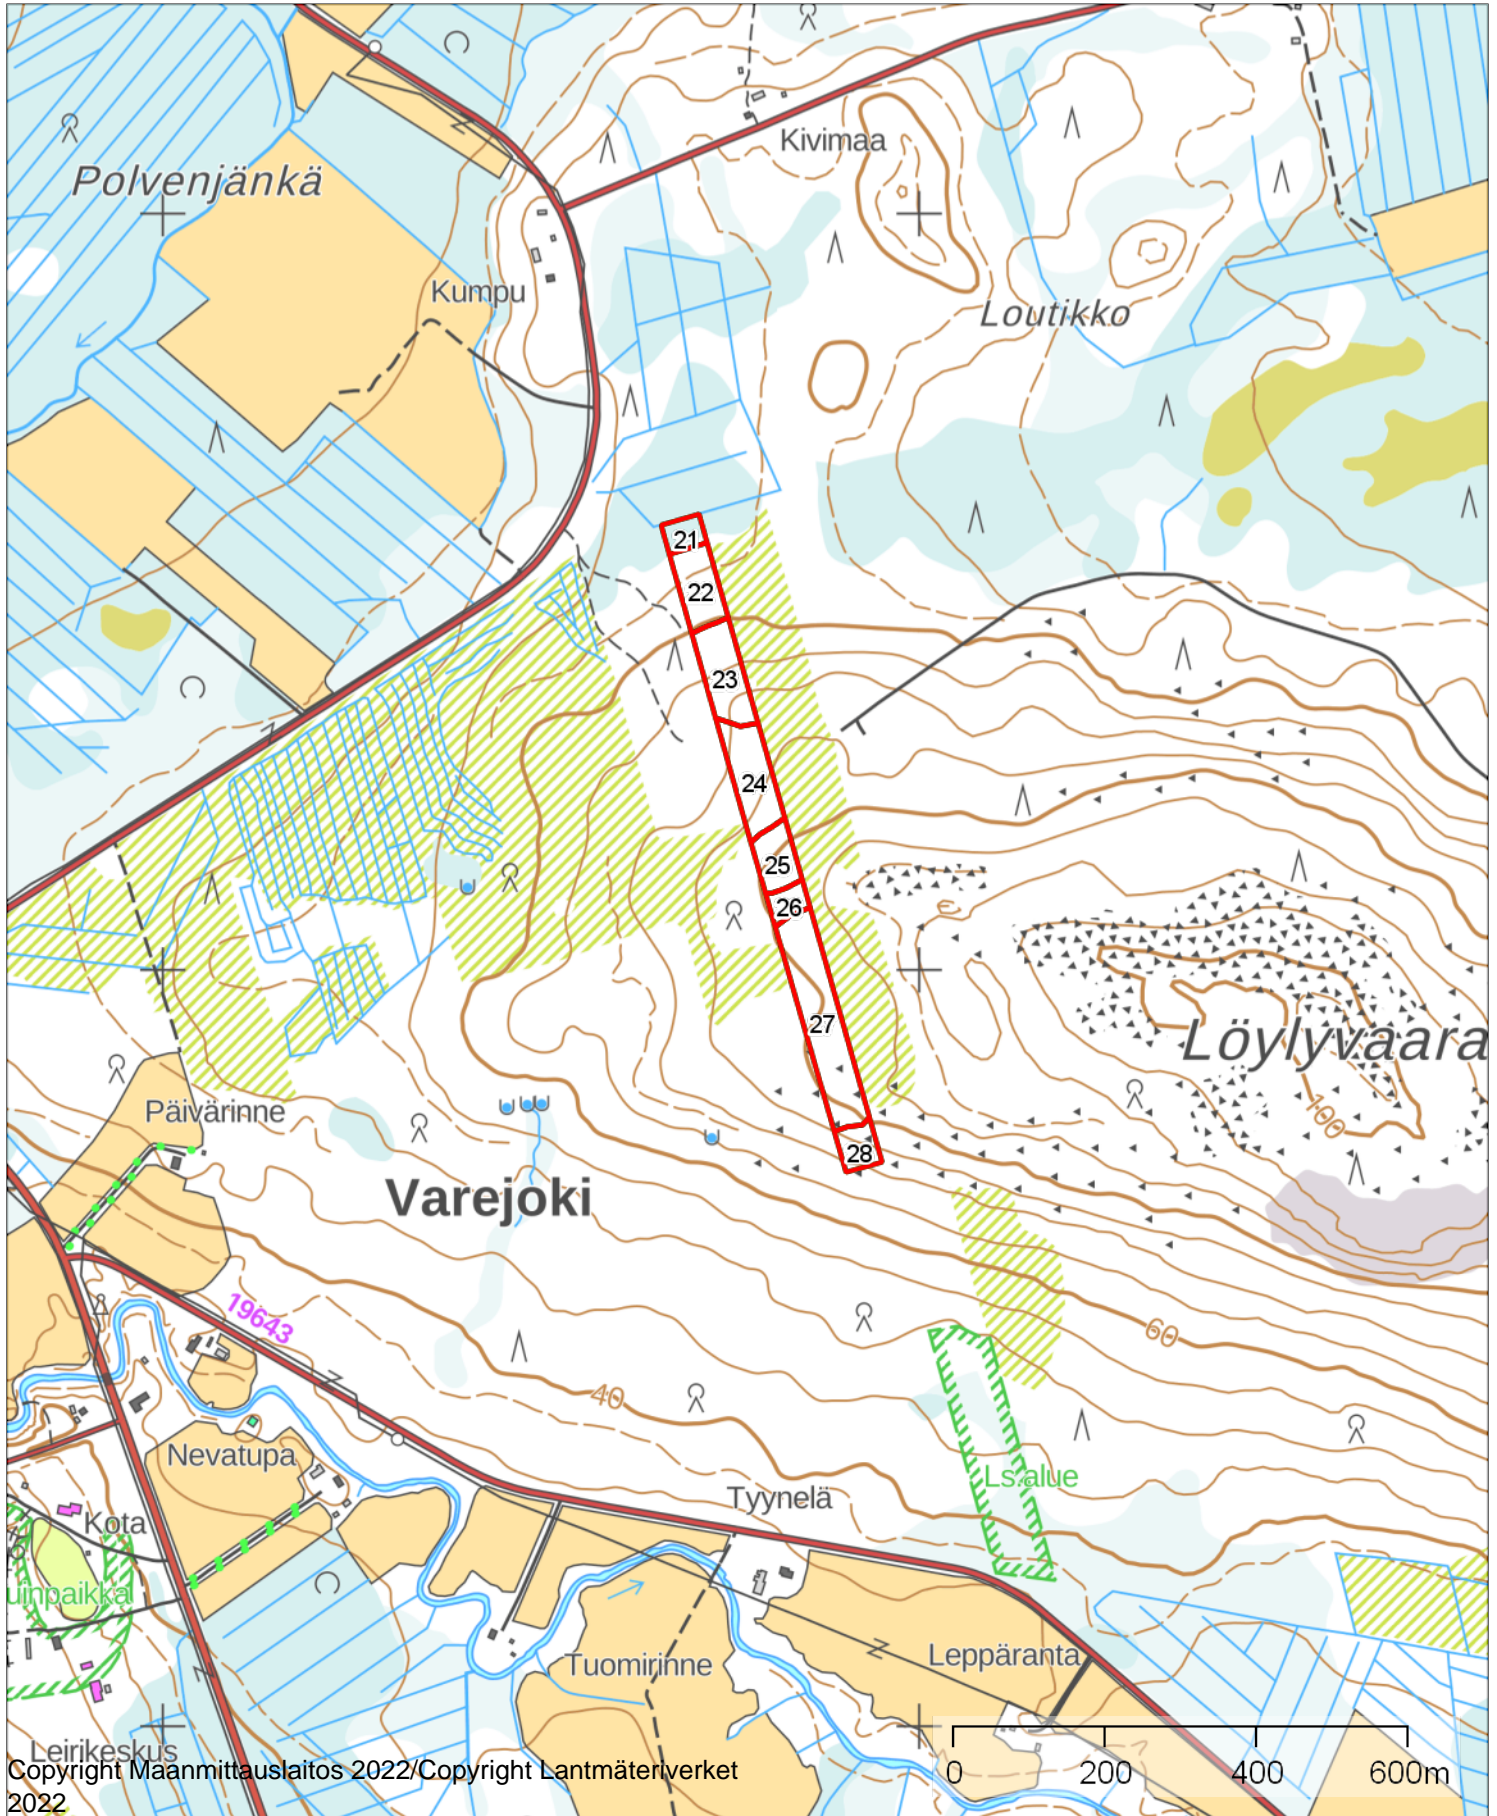 Kivimaa
Polvenjänkä
Kumpu
Loutikko
21
22
23
24
25
26
27
28
Löylyvaara
100
Päivärinne
Varejoki
19643
60
40
Nevatupa
Ls.alue
Tyynelä
Kota
uinpaikka
Tuomirinne
Leppäranta
Leirikeskus
0 200 400 600m
Copyright Maanmittauslaitos 2022/Copyright Lantmäteriverket
2022